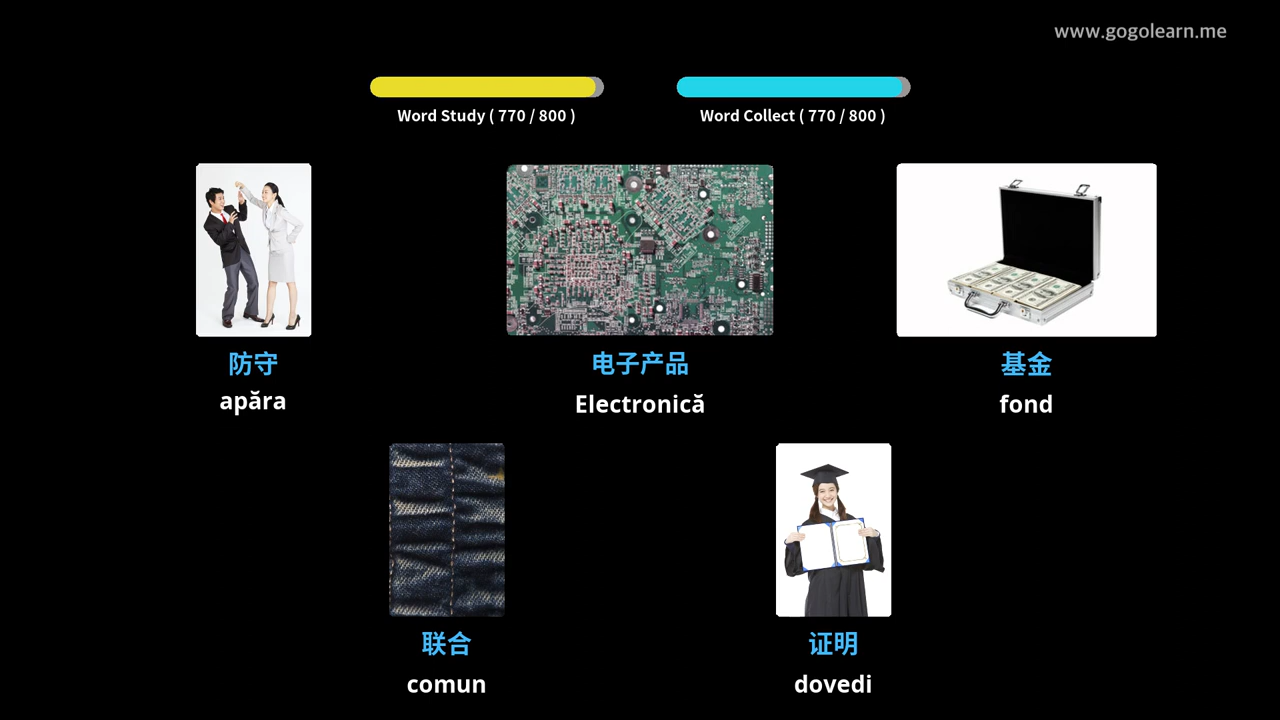 www.gogolearn.me
Word Study ( 770 / 800 )
Word Collect ( 770 / 800 )
防守
apăra
电子产品
Electronică
基金
fond
联合
comun
证明
dovedi